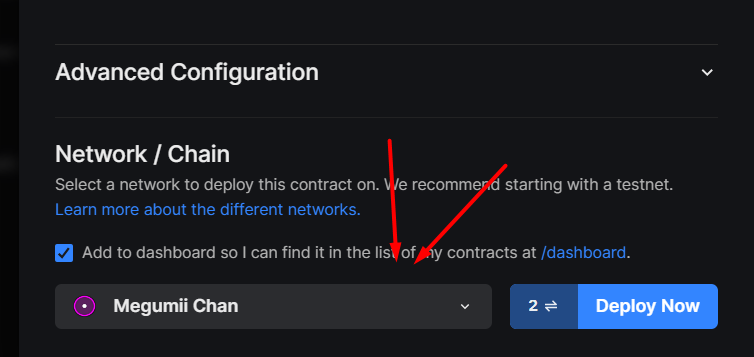 Advanced Configuration
Network / Chain
Select a network to deploy this contract on. We recommend starting with a testnet.
Learn more about the different networks.
Add to dashboard so I can find it in the list of my contracts at /dashboard.
Megumii Chan
2 ⇌ Deploy Now